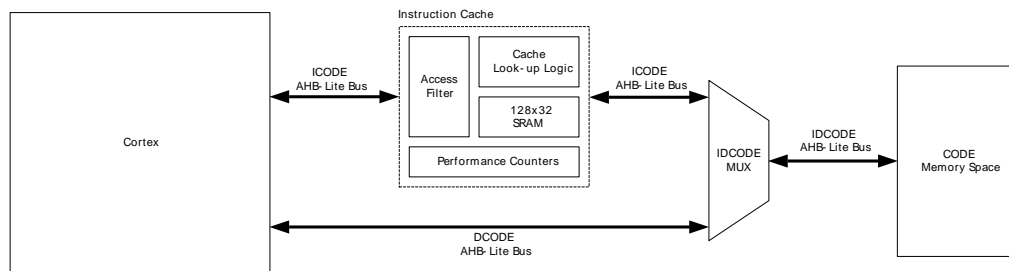 Instruction Cache
Cortex
ICODE
AHB-Lite Bus
Access
Filter
Cache
Look-up Logic
128x32
SRAM
Performance Counters
ICODE
AHB-Lite Bus
IDCODE
MUX
IDCODE
AHB-Lite Bus
CODE
Memory Space
DCODE
AHB-Lite Bus